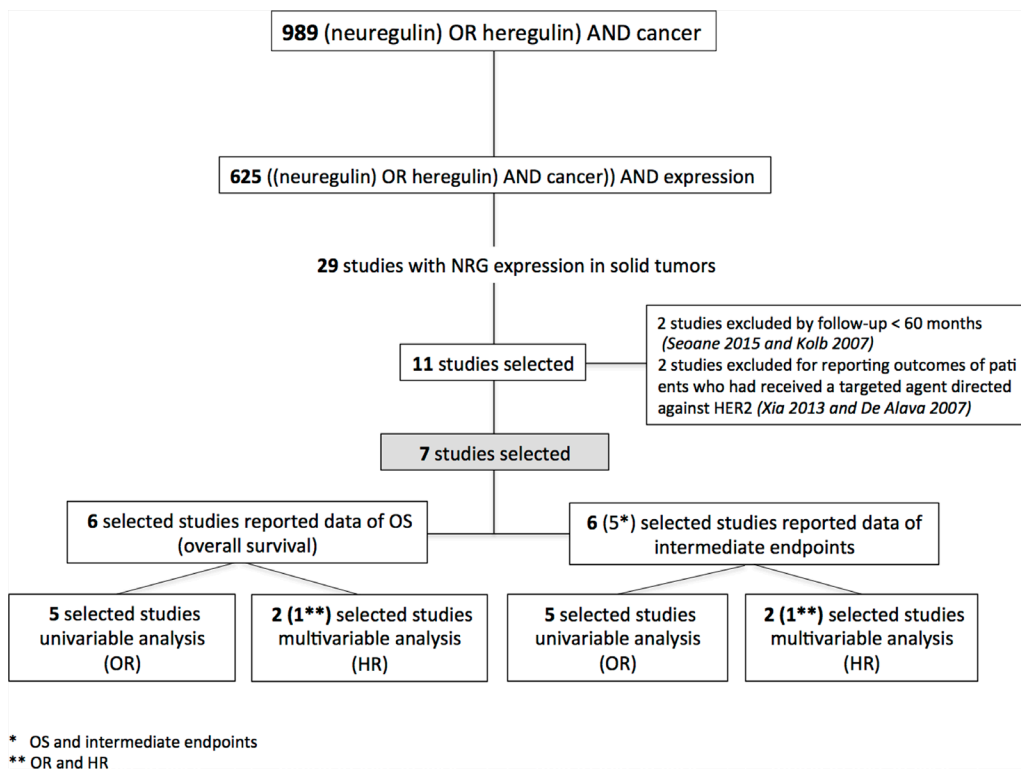 989 (neuregulin) OR heregulin) AND cancer
625 ((neuregulin) OR heregulin) AND cancer)) AND expression
29 studies with NRG expression in solid tumors
11 studies selected
2 studies excluded by follow-up < 60 months
(Seoane 2015 and Kolb 2007)
2 studies excluded for reporting outcomes of pati
ents who had received a targeted agent directed
against HER2 (Xia 2013 and De Alava 2007)
7 studies selected
6 selected studies reported data of OS
(overall survival)
6 (5*) selected studies reported data of
intermediate endpoints
5 selected studies
univariable analysis
(OR)
2 (1**) selected studies
multivariable analysis
(HR)
5 selected studies
univariable analysis
(OR)
2 (1**) selected studies
multivariable analysis
(HR)
* OS and intermediate endpoints
** OR and HR